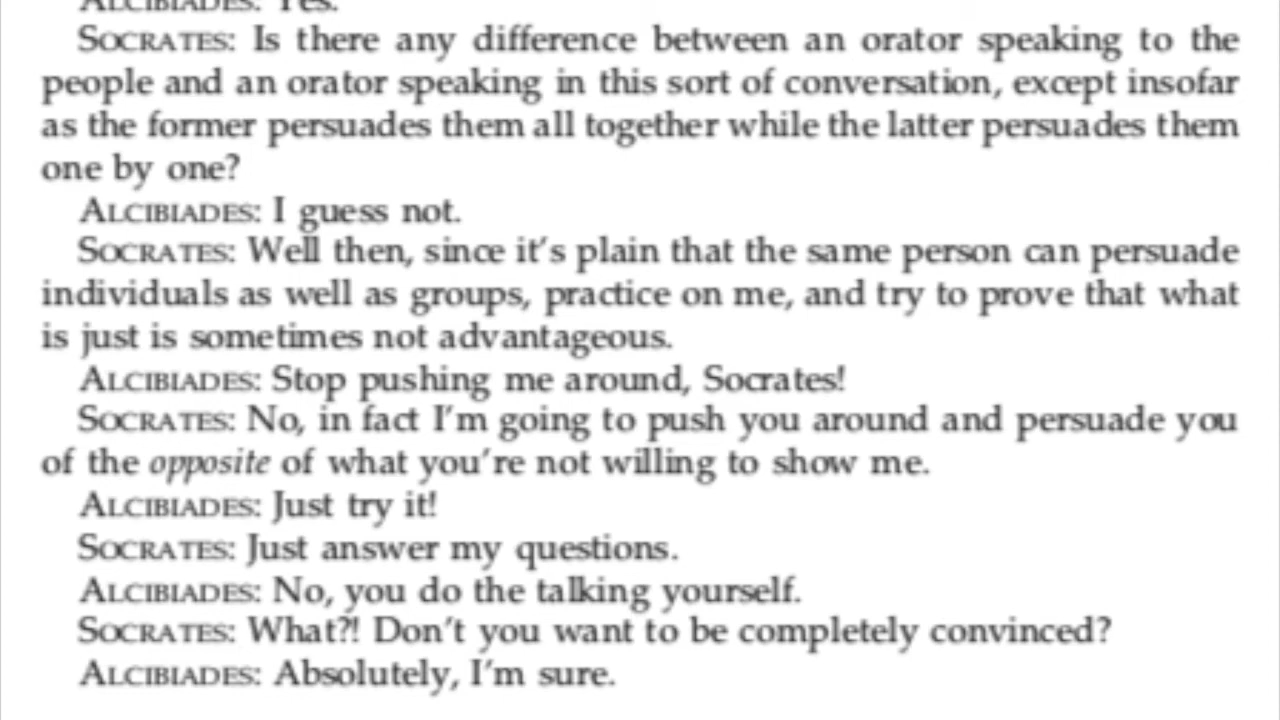 ALCIBIADES: Yes.
SOCRATES: Is there any difference between an orator speaking to the
people and an orator speaking in this sort of conversation, except insofar
as the former persuades them all together while the latter persuades them
one by one?
ALCIBIADES: I guess not.
SOCRATES: Well then, since it's plain that the same person can persuade
individuals as well as groups, practice on me, and try to prove that what
is just is sometimes not advantageous.
ALCIBIADES: Stop pushing me around, Socrates!
SOCRATES: No, in fact I'm going to push you around and persuade you
of the opposite of what you're not willing to show me.
ALCIBIADES: Just try it!
SOCRATES: Just answer my questions.
ALCIBIADES: No, you do the talking yourself.
SOCRATES: What?! Don't you want to be completely convinced?
ALCIBIADES: Absolutely, I'm sure.